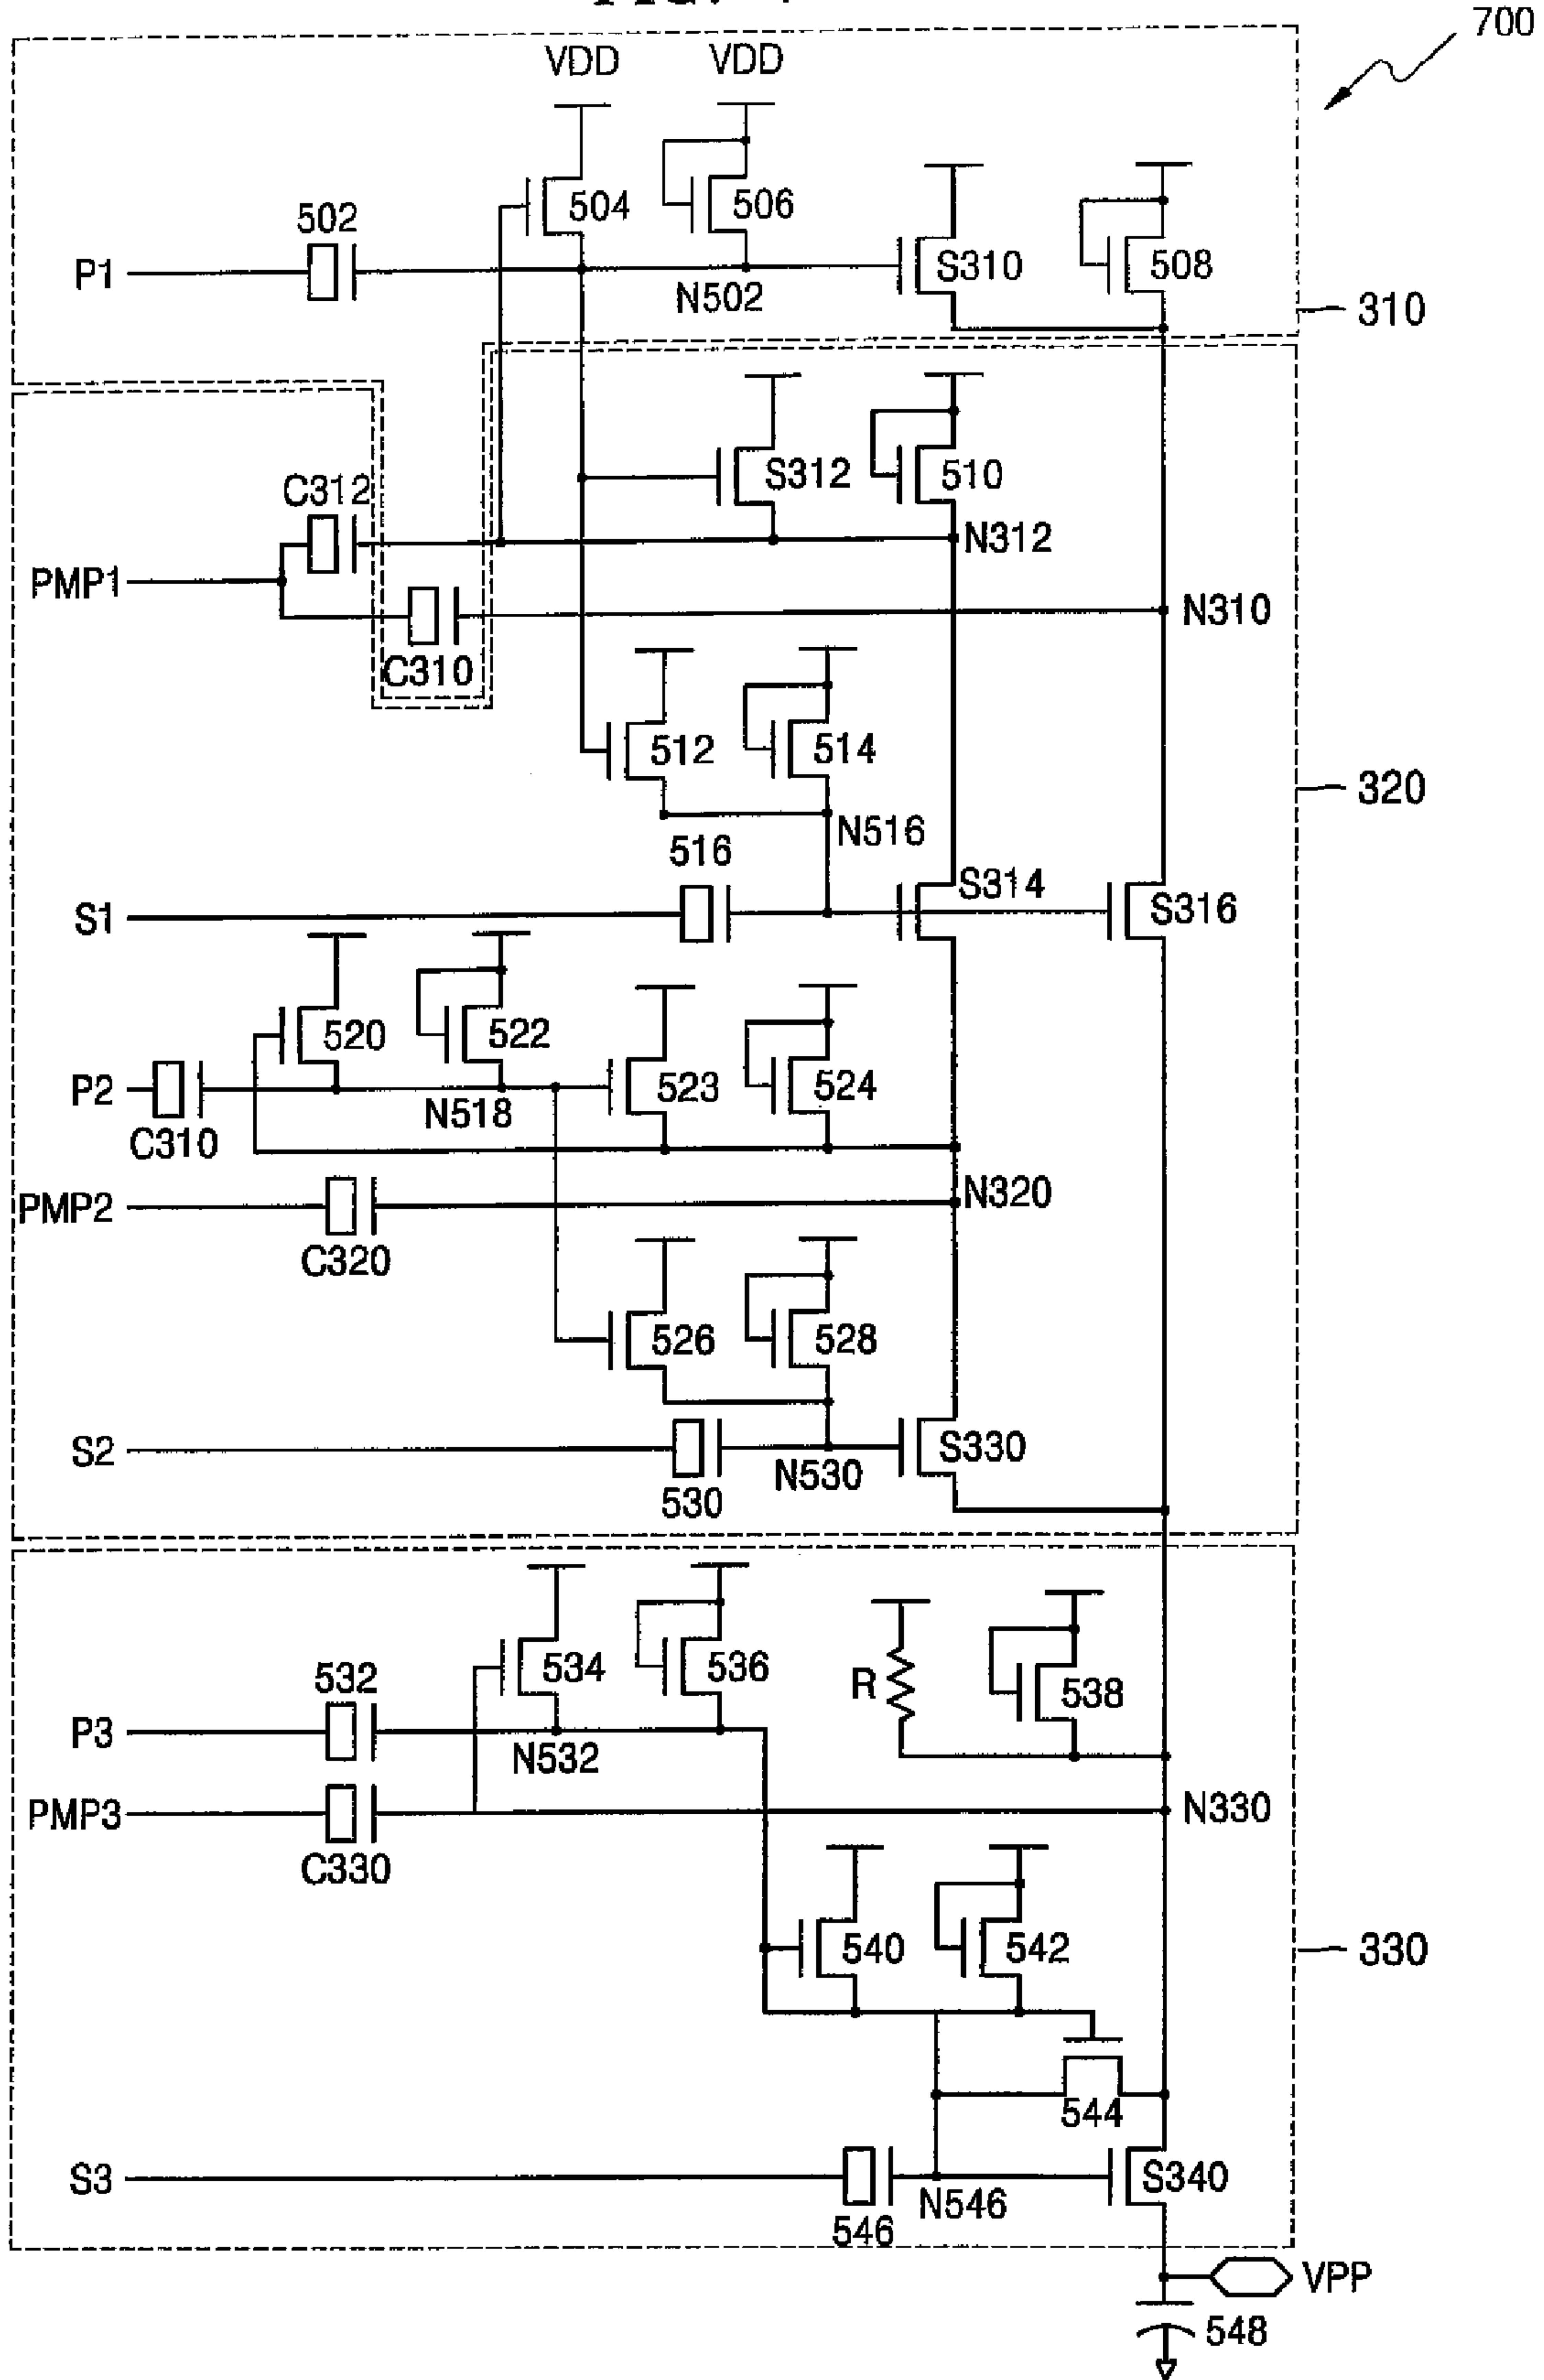 700
VDD VDD
504 506
502
P1 N502 S310 508
310
C312 S312 510
N312
PMP1 N310
C310
512 514
320
516 N516
S314
S1 S316
520 522
P2 N518 523 524
C310
PMP2 N320
C320
526 528
S2 S330
530 N530
534 536
532 R 538
P3 N532
PMP3 N330
C330
540 542 330
544
S3 S340
546 N546
VPP
548